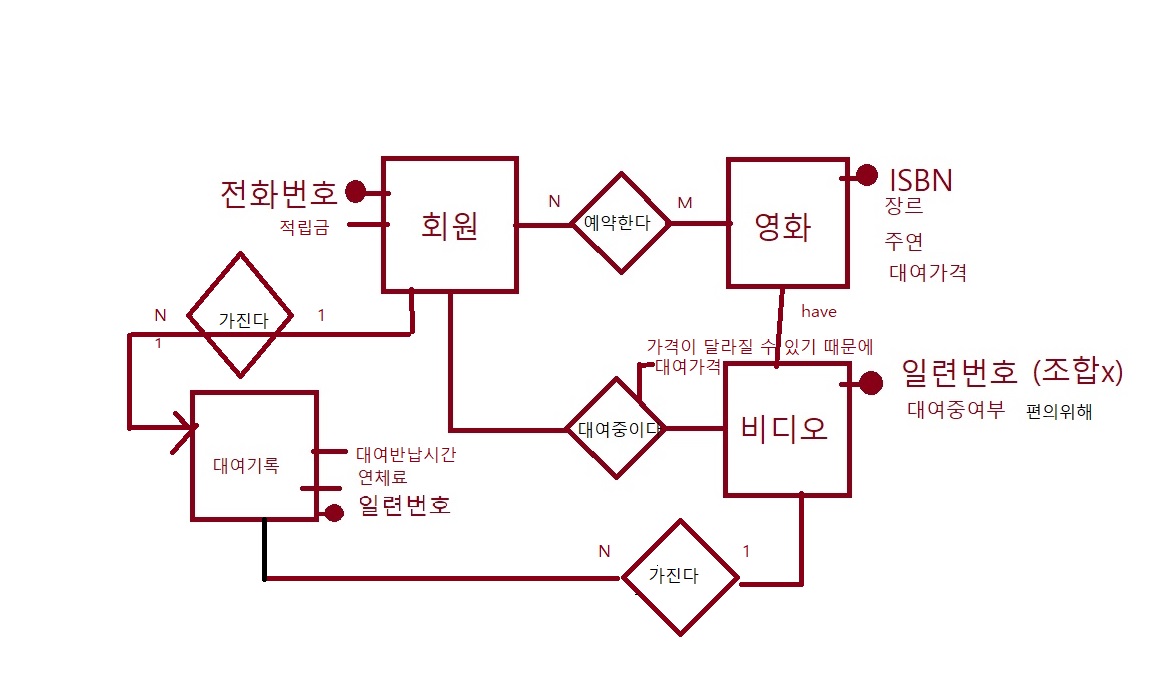 전화번호
적립금
회원
N
예약한다
M
영화
ISBN
장르
주연
대여가격
N
가진다
1
1
have
가격이 달라질 수 있기 때문에
대여가격
대여중이다
비디오
일련번호 (조합x)
대여중여부 편의위해
대여기록
대여반납시간
연체료
일련번호
N
가진다
1